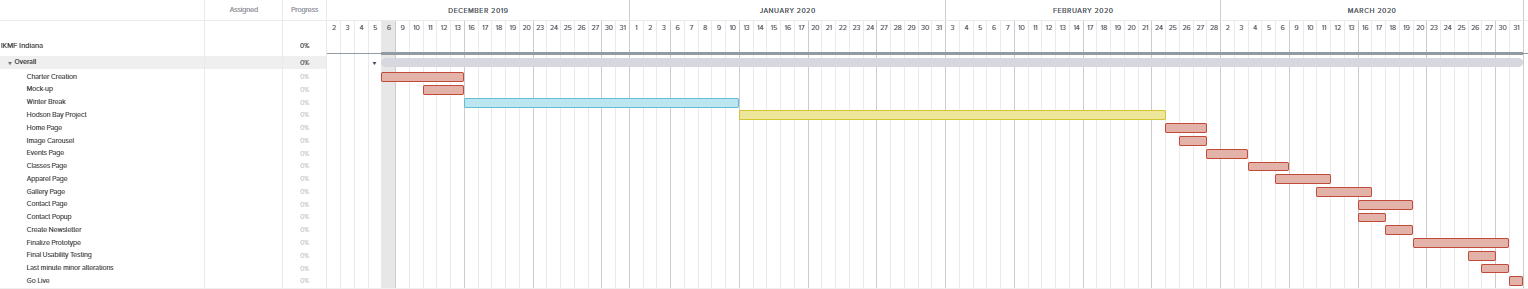 Assigned Progress DECEMBER 2019 JANUARY 2020 FEBRUARY 2020 MARCH 2020
2 3 4 5 6 9 10 11 12 13 16 17 18 19 20 23 24 25 26 27 30 31 1 2 3 6 7 8 9 10 13 14 15 16 17 20 21 22 23 24 27 28 29 30 31 3 4 5 6 7 10 11 12 13 14 17 18 19 20 21 24 25 26 27 28 2 3 4 5 6 9 10 11 12 13 16 17 18 19 20 23 24 25 26 27 30 31
IKMF Indiana 0%
Overall 0%
Charter Creation 0%
Mock-up 0%
Winter Break 0%
Hodson Bay Project 0%
Home Page 0%
Image Carousel 0%
Events Page 0%
Classes Page 0%
Apparel Page 0%
Gallery Page 0%
Contact Page 0%
Contact Popup 0%
Create Newsletter 0%
Finalize Prototype 0%
Final Usability Testing 0%
Last minute minor alterations 0%
Go Live 0%